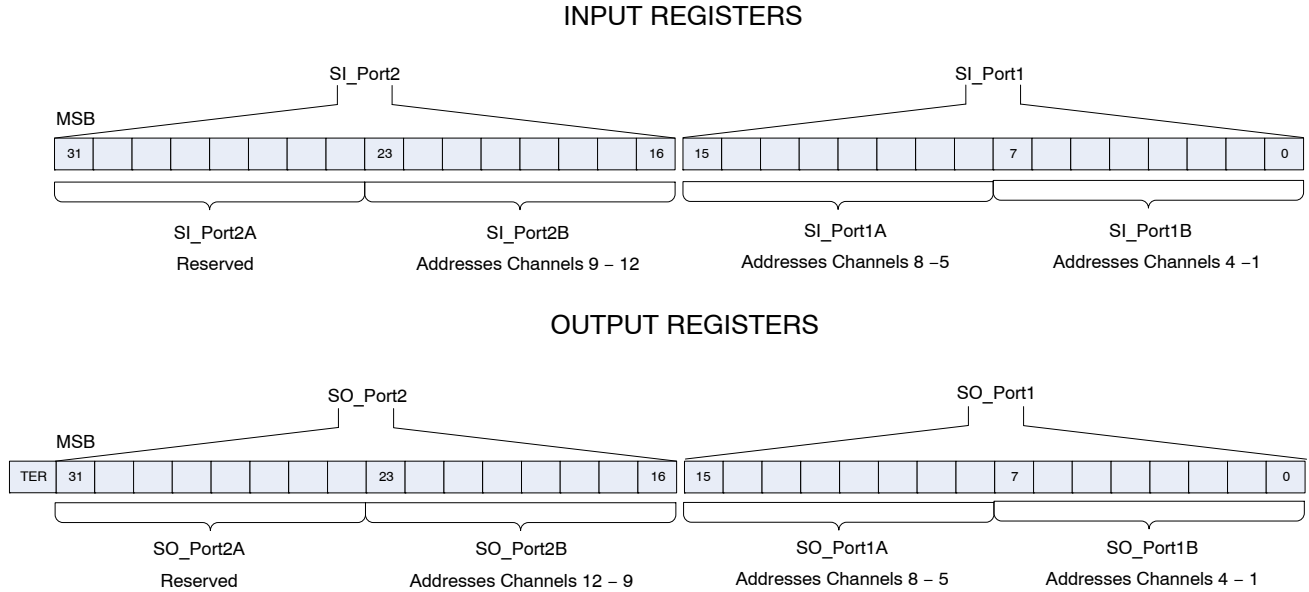 INPUT REGISTERS
SI_Port2 SI_Port1
MSB
31 23 16 15 7 0
SI_Port2A SI_Port2B SI_Port1A SI_Port1B
Reserved Addresses Channels 9 – 12 Addresses Channels 8 –5 Addresses Channels 4 –1
OUTPUT REGISTERS
SO_Port2 SO_Port1
MSB
TER 31 23 16 15 7 0
SO_Port2A SO_Port2B SO_Port1A SO_Port1B
Reserved Addresses Channels 12 – 9 Addresses Channels 8 – 5 Addresses Channels 4 – 1